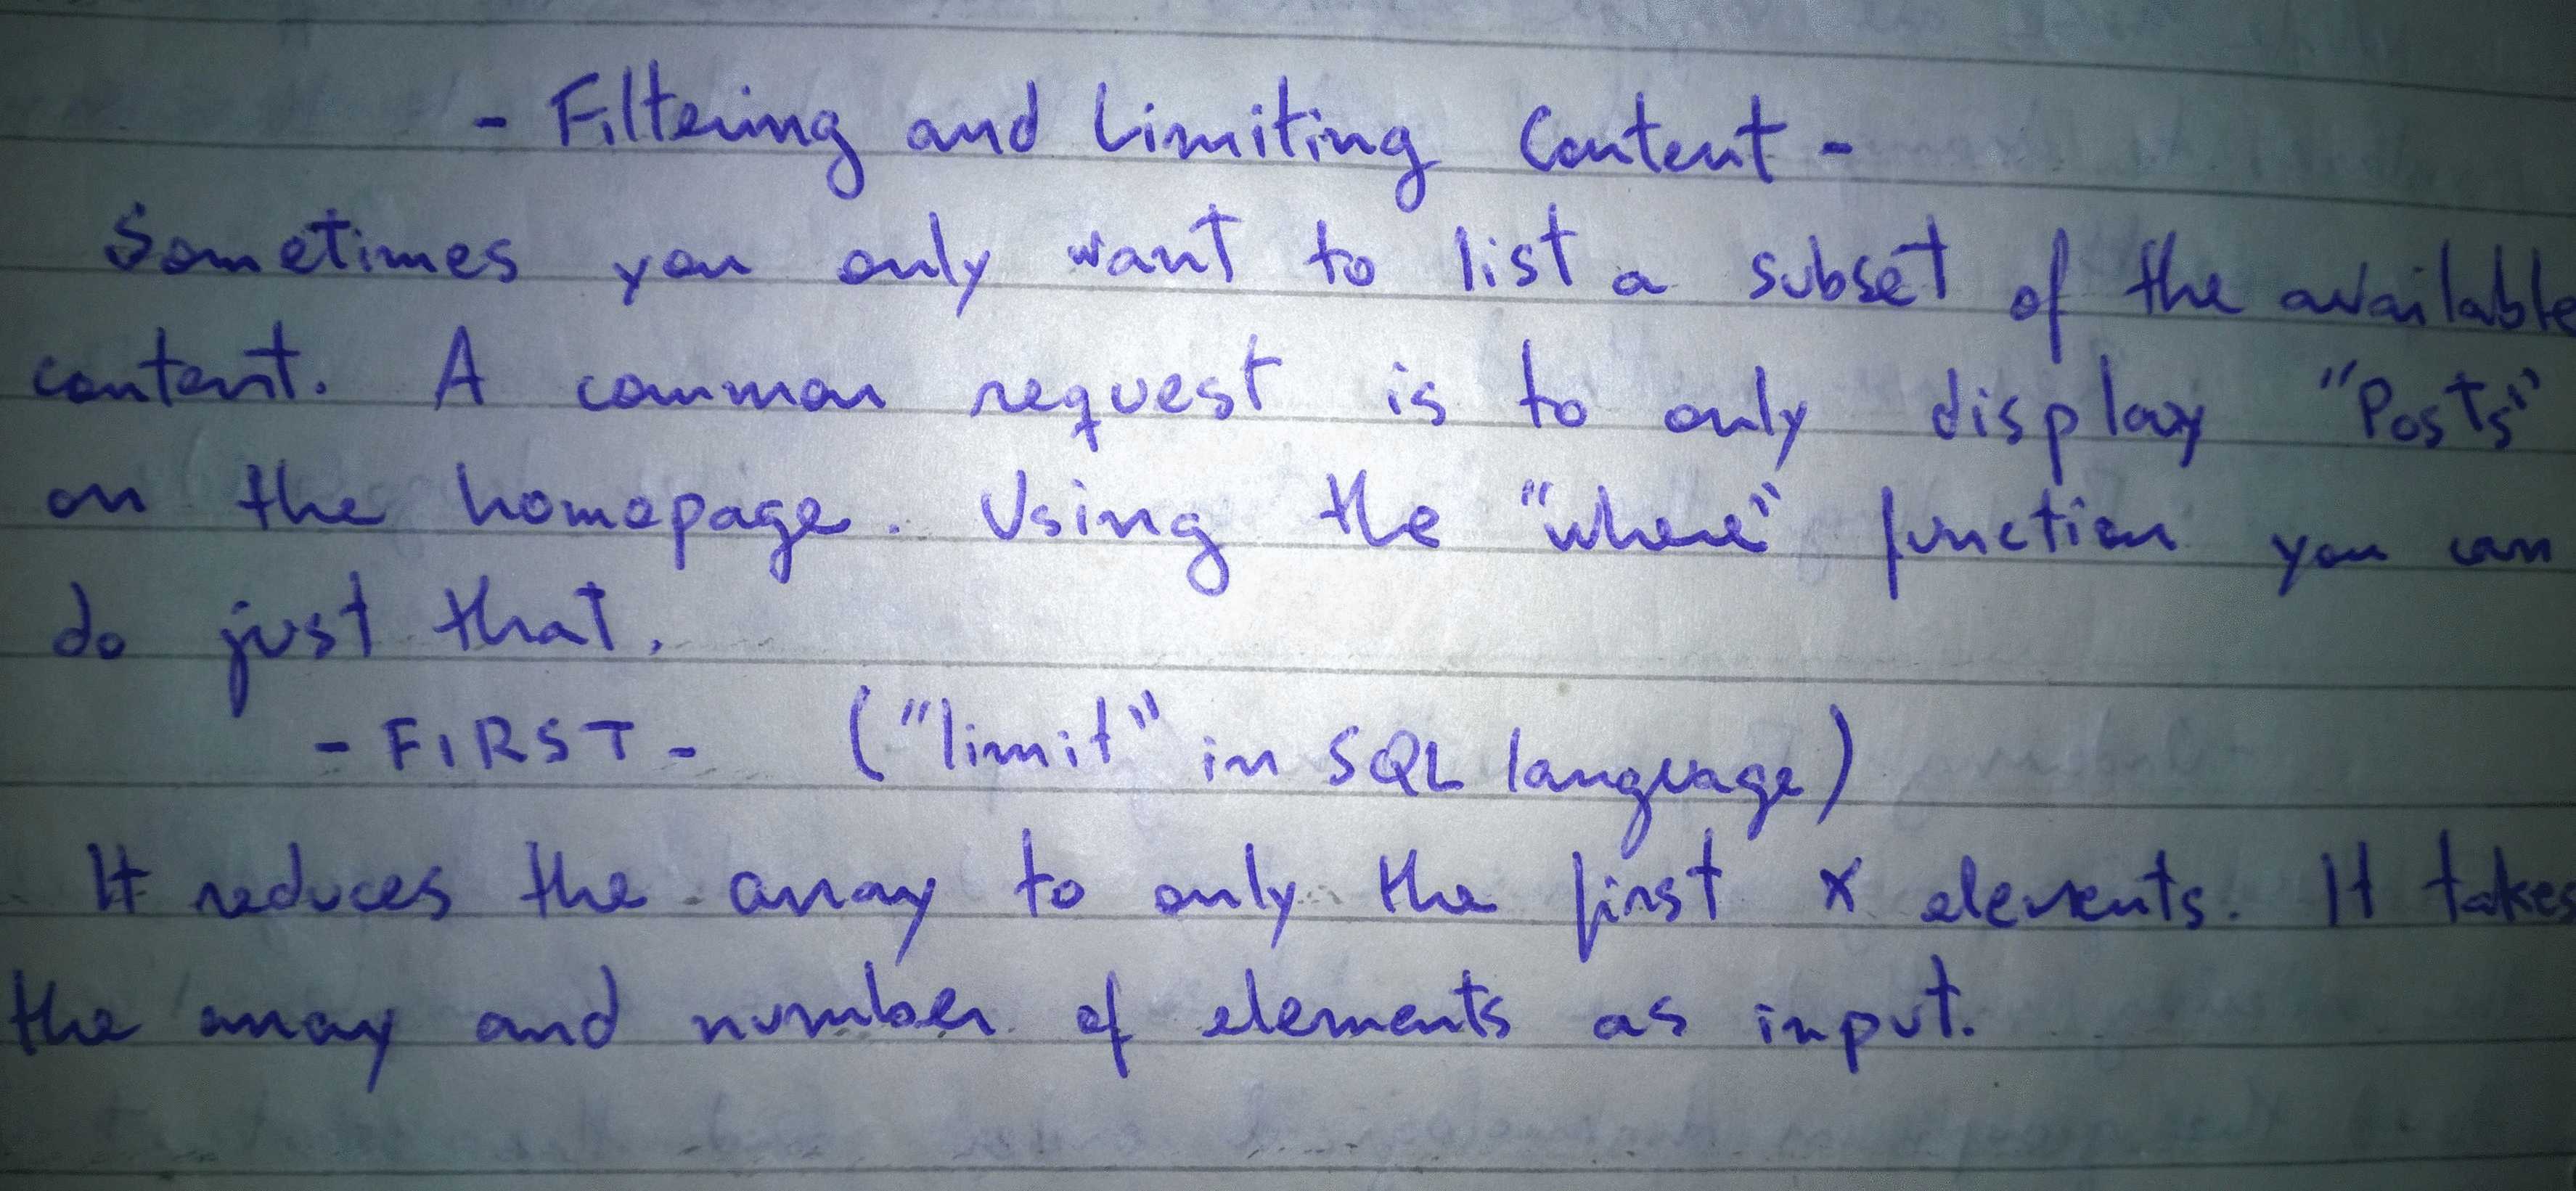 - Filtering and Limiting Content -
Sometimes you only want to list a subset of the available
content. A common request is to only display "Posts"
on the homepage. Using the "where" function you can
do just that.
- FIRST - ("limit" in SQL language)
It reduces the array to only the first x elements. It takes
the array and number of elements as input.